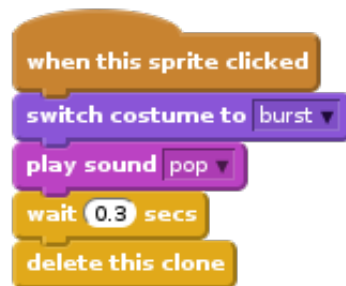 when this sprite clicked
switch costume to burst
play sound pop
wait 0.3 secs
delete this clone